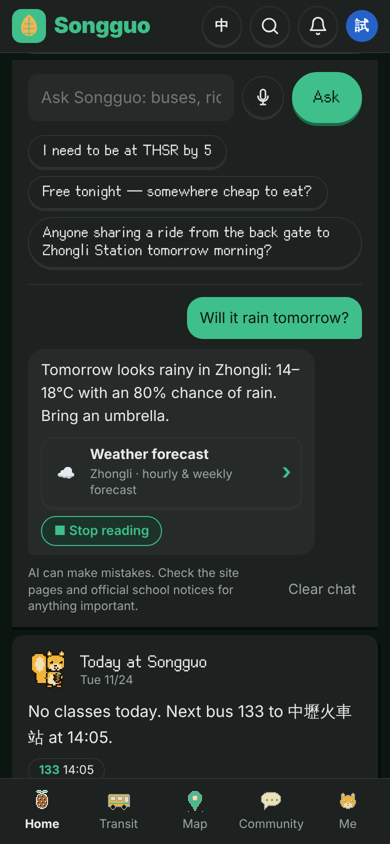 Songguo
中
試
Ask Songguo: buses, ric
Ask
I need to be at THSR by 5
Free tonight — somewhere cheap to eat?
Anyone sharing a ride from the back gate to
Zhongli Station tomorrow morning?
Will it rain tomorrow?
Tomorrow looks rainy in Zhongli: 14–
18°C with an 80% chance of rain.
Bring an umbrella.
Weather forecast
Zhongli · hourly & weekly
forecast
Stop reading
AI can make mistakes. Check the site
pages and official school notices for
anything important.
Clear chat
Today at Songguo
Tue 11/24
No classes today. Next bus 133 to 中壢火車
站 at 14:05.
133 14:05
Home
Transit
Map
Community
Me